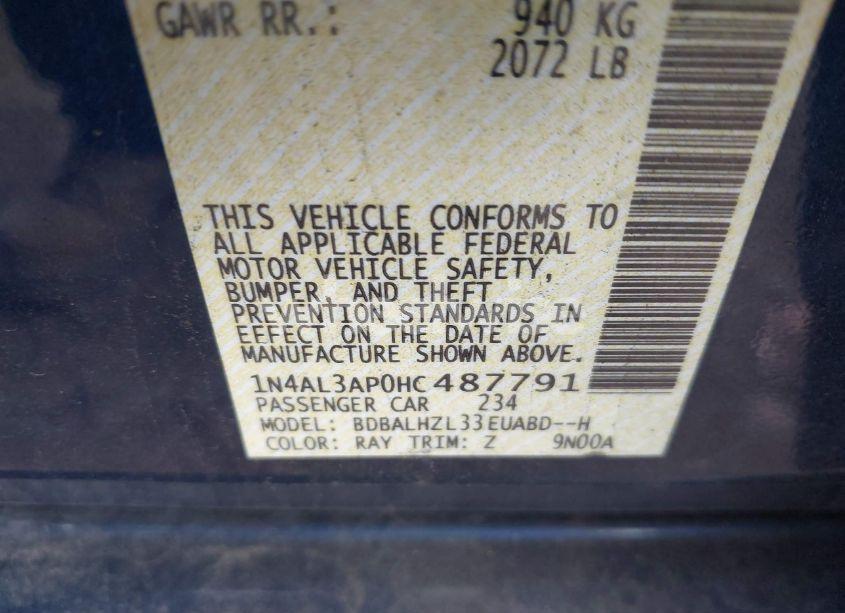 GAWR RR.: 940 KG
2072 LB
THIS VEHICLE CONFORMS TO
ALL APPLICABLE FEDERAL
MOTOR VEHICLE SAFETY,
BUMPER, AND THEFT
PREVENTION STANDARDS IN
EFFECT ON THE DATE OF
MANUFACTURE SHOWN ABOVE.
1N4AL3AP0HC487791
PASSENGER CAR 234
MODEL: BDBALHZL33EUABD--H
COLOR: RAY TRIM: Z 9N00A